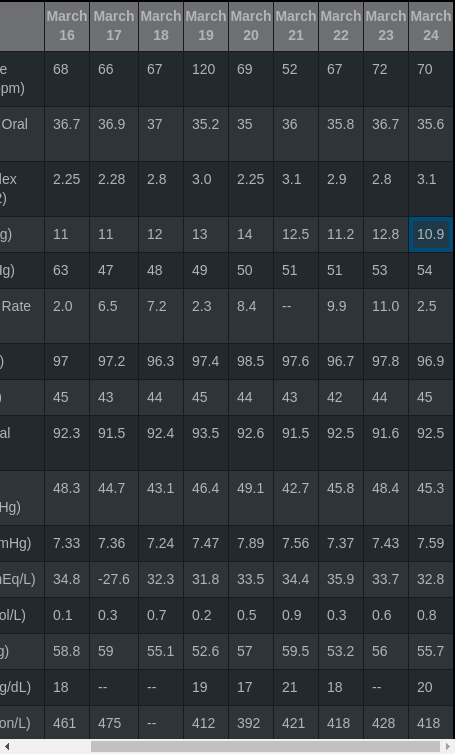 March March March March March March March March March
16 17 18 19 20 21 22 23 24
e 68 66 67 120 69 52 67 72 70
pm)
Oral 36.7 36.9 37 35.2 35 36 35.8 36.7 35.6
lex 2.25 2.28 2.8 3.0 2.25 3.1 2.9 2.8 3.1
2)
g) 11 11 12 13 14 12.5 11.2 12.8 10.9
Hg) 63 47 48 49 50 51 51 53 54
Rate 2.0 6.5 7.2 2.3 8.4 -- 9.9 11.0 2.5
) 97 97.2 96.3 97.4 98.5 97.6 96.7 97.8 96.9
) 45 43 44 45 44 43 42 44 45
al 92.3 91.5 92.4 93.5 92.6 91.5 92.5 91.6 92.5
48.3 44.7 43.1 46.4 49.1 42.7 45.8 48.4 45.3
Hg)
mHg) 7.33 7.36 7.24 7.47 7.89 7.56 7.37 7.43 7.59
nEq/L) 34.8 -27.6 32.3 31.8 33.5 34.4 35.9 33.7 32.8
ol/L) 0.1 0.3 0.7 0.2 0.5 0.9 0.3 0.6 0.8
g) 58.8 59 55.1 52.6 57 59.5 53.2 56 55.7
g/dL) 18 -- -- 19 17 21 18 -- 20
on/L) 461 475 -- 412 392 421 418 428 418